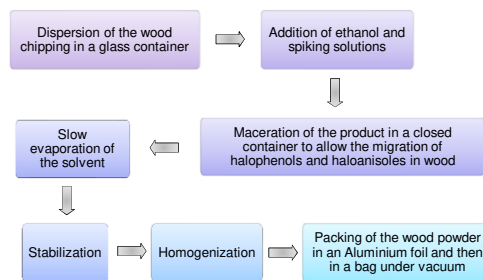 Dispersion of the wood
chipping in a glass container
Addition of ethanol and
spiking solutions
Maceration of the product in a closed
container to allow the migration of
halophenols and haloanisoles in wood
Slow
evaporation of
the solvent
Stabilization
Homogenization
Packing of the wood powder
in an Aluminium foil and then
in a bag under vacuum